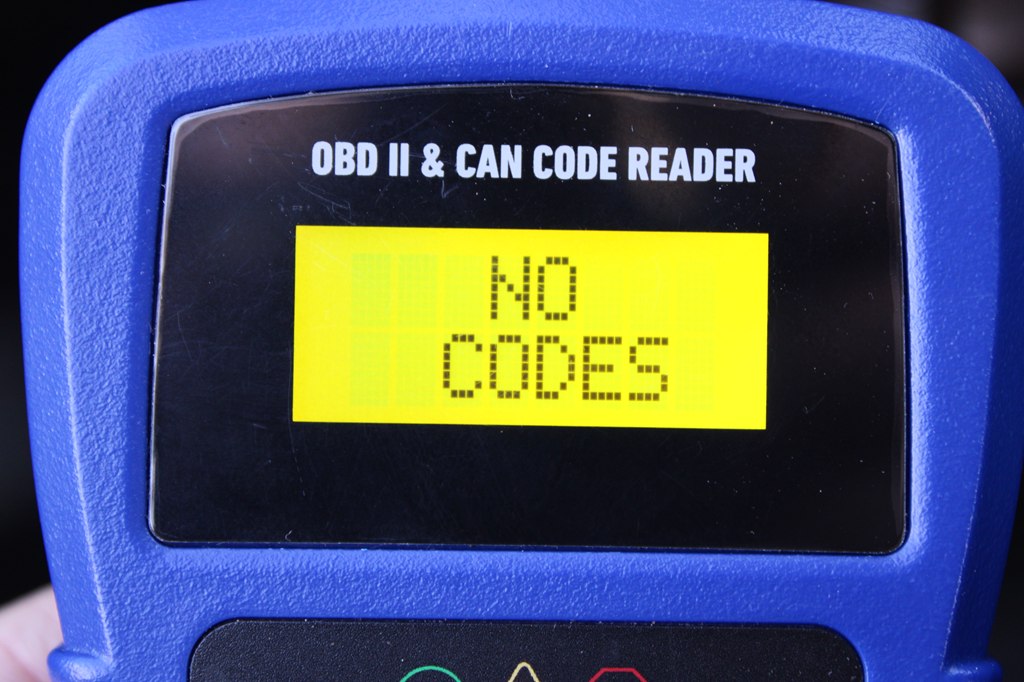 OBD II & CAN CODE READER
NO
CODES